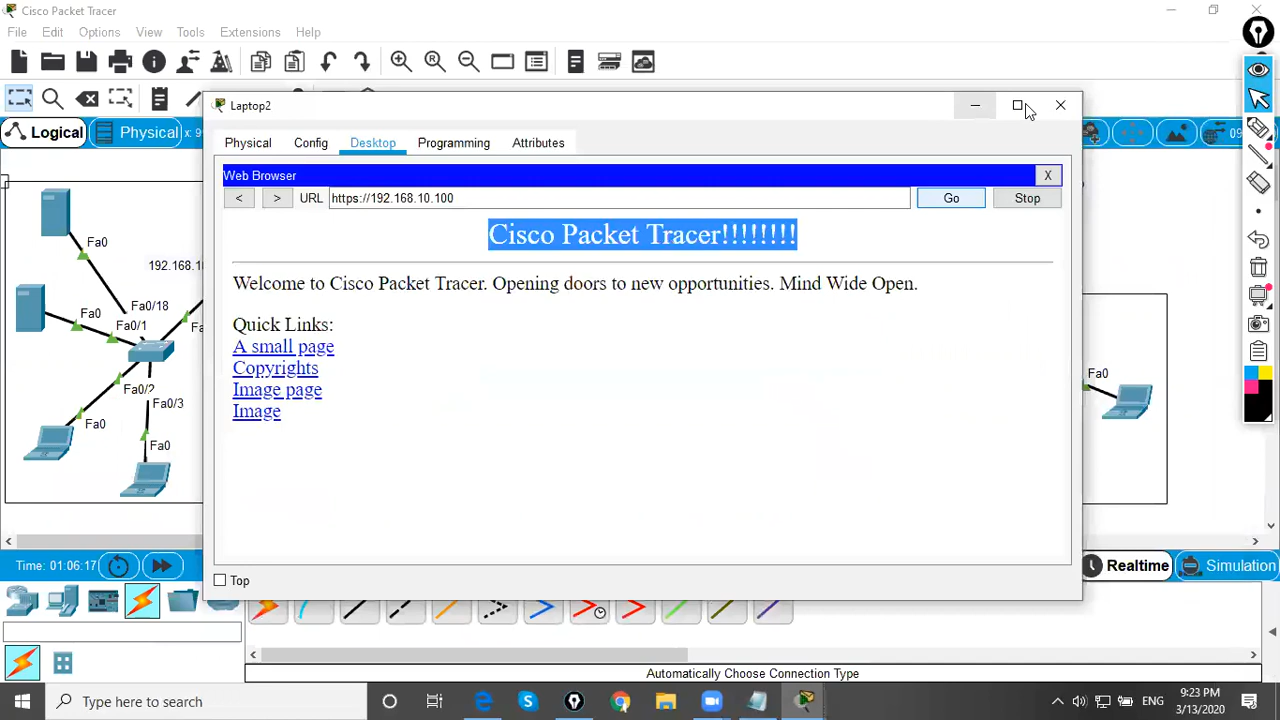 Cisco Packet Tracer
File Edit Options View Tools Extensions Help
Laptop2
Logical Physical x: 9
Physical Config Desktop Programming Attributes
Web Browser X
< > URL https://192.168.10.100 Go Stop
Cisco Packet Tracer!!!!!!!!
Welcome to Cisco Packet Tracer. Opening doors to new opportunities. Mind Wide Open.
Quick Links:
A small page
Copyrights
Image page
Image
Fa0
192.168.1
Fa0/18
Fa0
Fa0/1
Fa0/2
Fa0/3
Fa0
Fa0
Fa0
Top
Time: 01:06:17 Realtime Simulation
Automatically Choose Connection Type
Type here to search
ENG
9:23 PM
3/13/2020